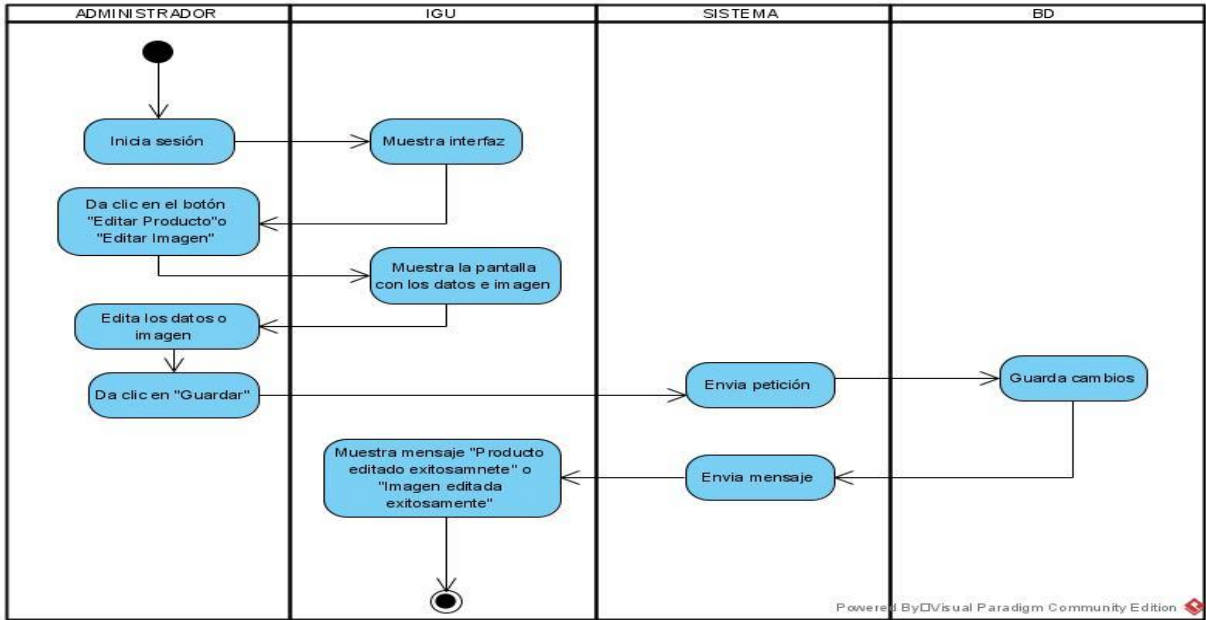 ADMINISTRADOR
IGU
SISTEMA
BD
Inicia sesión
Muestra interfaz
Da clic en el botón
"Editar Producto"o
"Editar Imagen"
Muestra la pantalla
con los datos e imagen
Edita los datos o
imagen
Da clic en "Guardar"
Envia petición
Guarda cambios
Muestra mensaje "Producto
editado exitosamnete" o
"Imagen editada
exitosamente"
Envia mensaje
Powered By□Visual Paradigm Community Edition